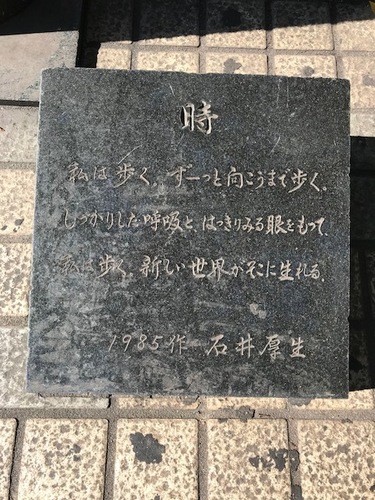 時
私は歩く。ずーっと向こうまで歩く。
しっかりした呼吸と、はっきりみる眼をもって、
私は歩く。新しい世界がそこに生れる。
1985作 石井厚生